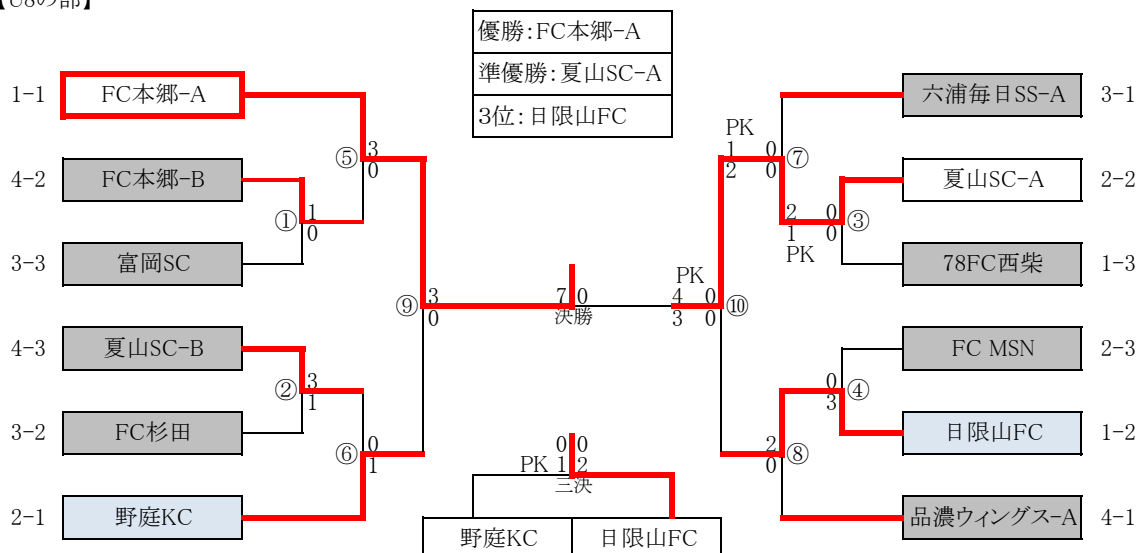 【U8の部】
優勝:FC本郷-A
準優勝:夏山SC-A
3位:日限山FC
1-1 FC本郷-A
六浦毎日SS-A 3-1
PK
⑤ 3 0
1 0 ⑦
2 0
4-2 FC本郷-B
夏山SC-A 2-2
① 1 0
2 0 ③
1 0
PK
3-3 富岡SC
78FC西柴 1-3
PK
⑨ 3 0
7 0
決勝
4 0 ⑩
3 0
4-3 夏山SC-B
FC MSN 2-3
② 3 1
0 3 ④
3-2 FC杉田
日限山FC 1-2
⑥ 0 1
0 0
PK 1 2
三決
2 0 ⑧
2-1 野庭KC
品濃ウィングス-A 4-1
野庭KC 日限山FC